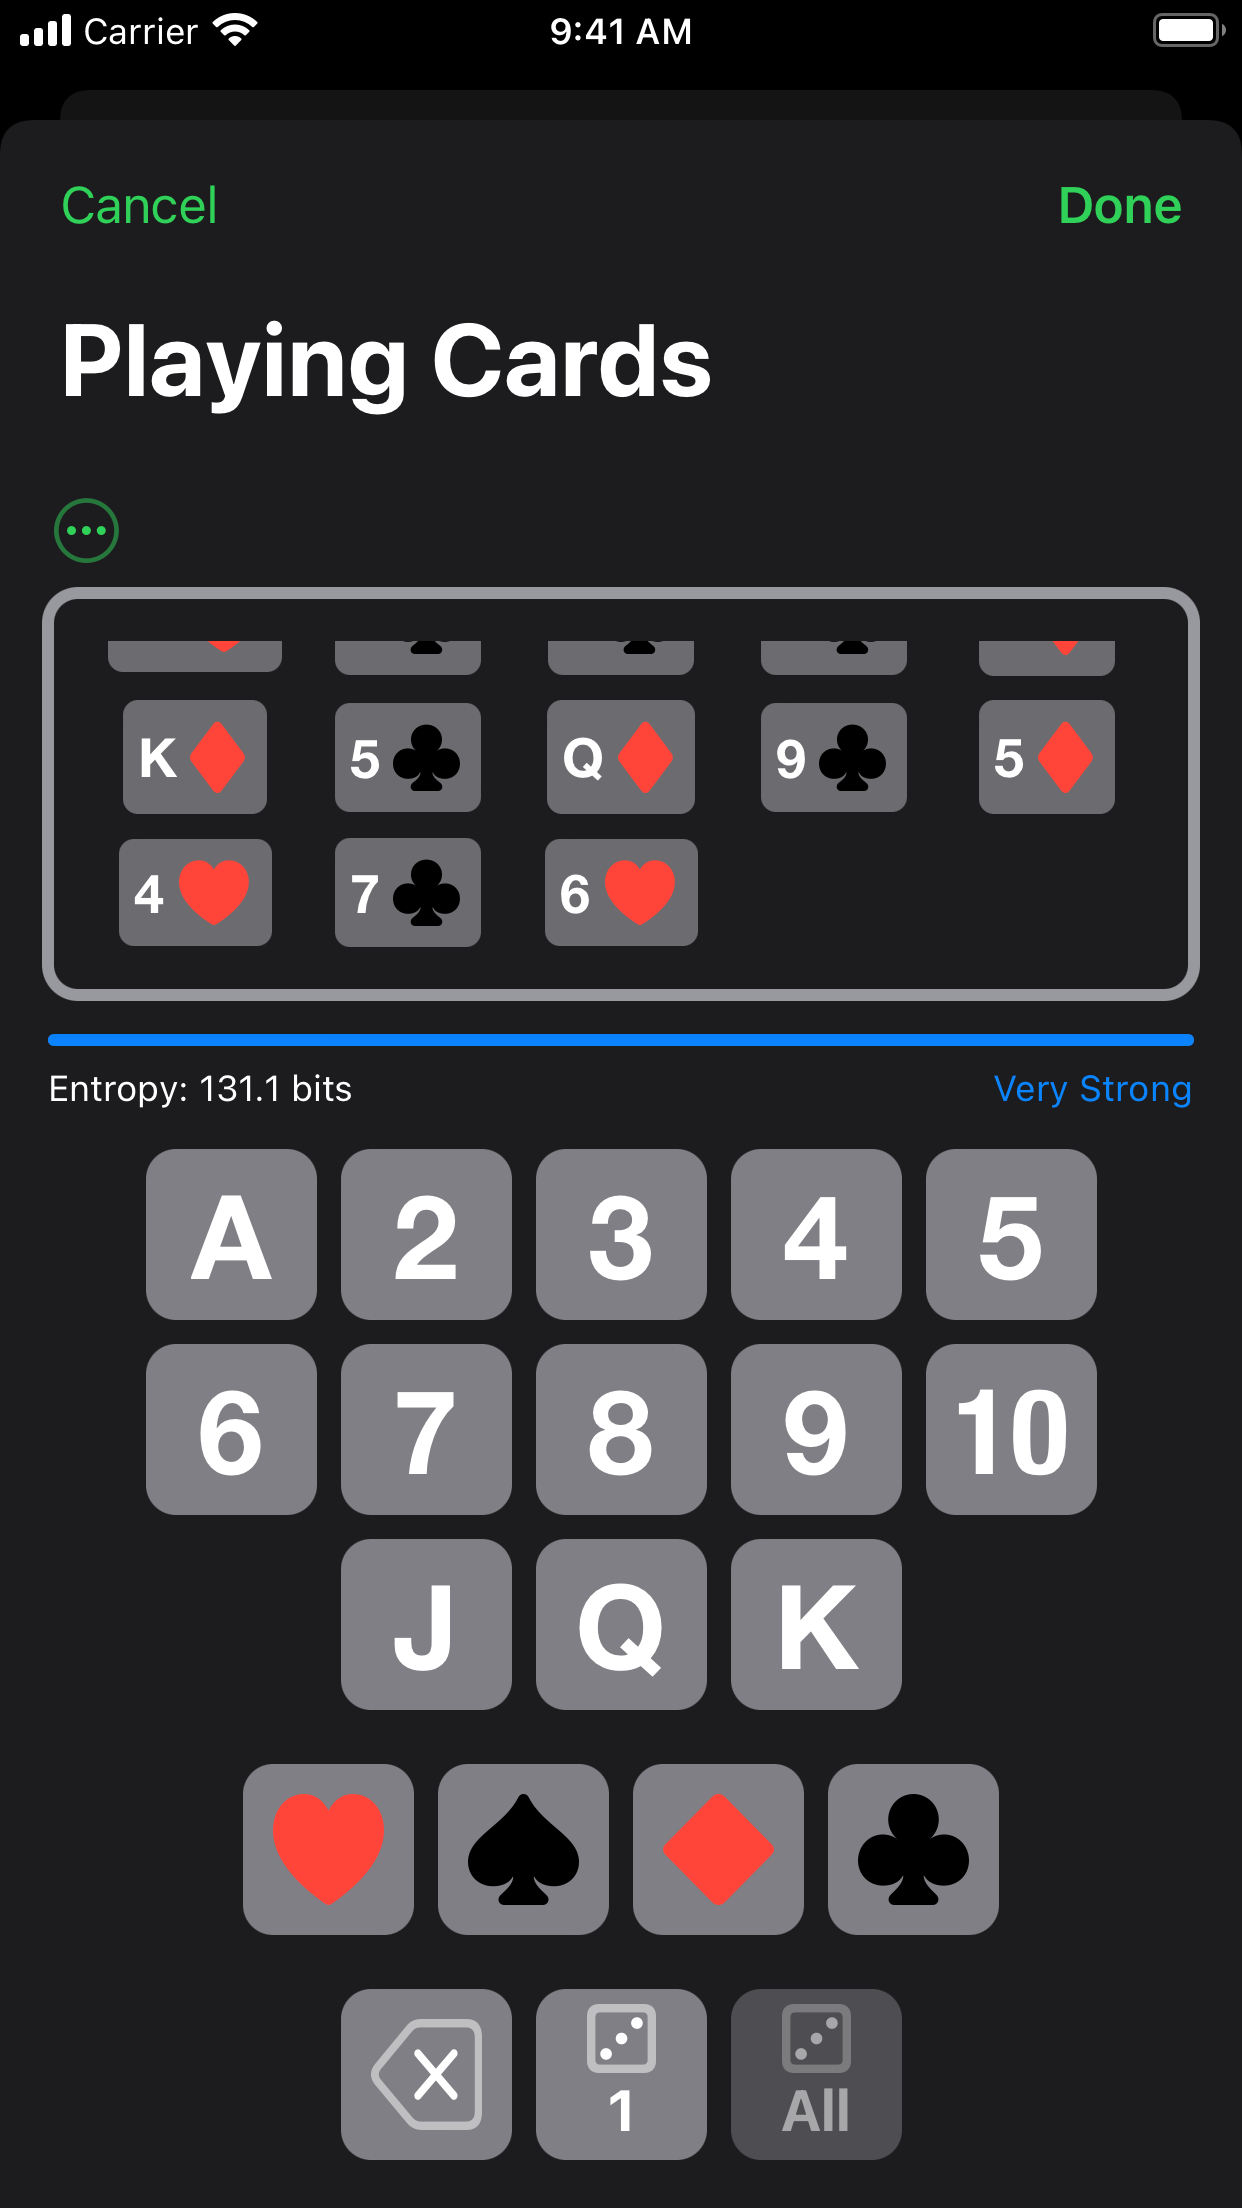 Carrier 9:41 AM
Cancel Done
Playing Cards
K 5 Q 9 5
4 7 6
Entropy: 131.1 bits Very Strong
A 2 3 4 5
6 7 8 9 10
J Q K
1 All